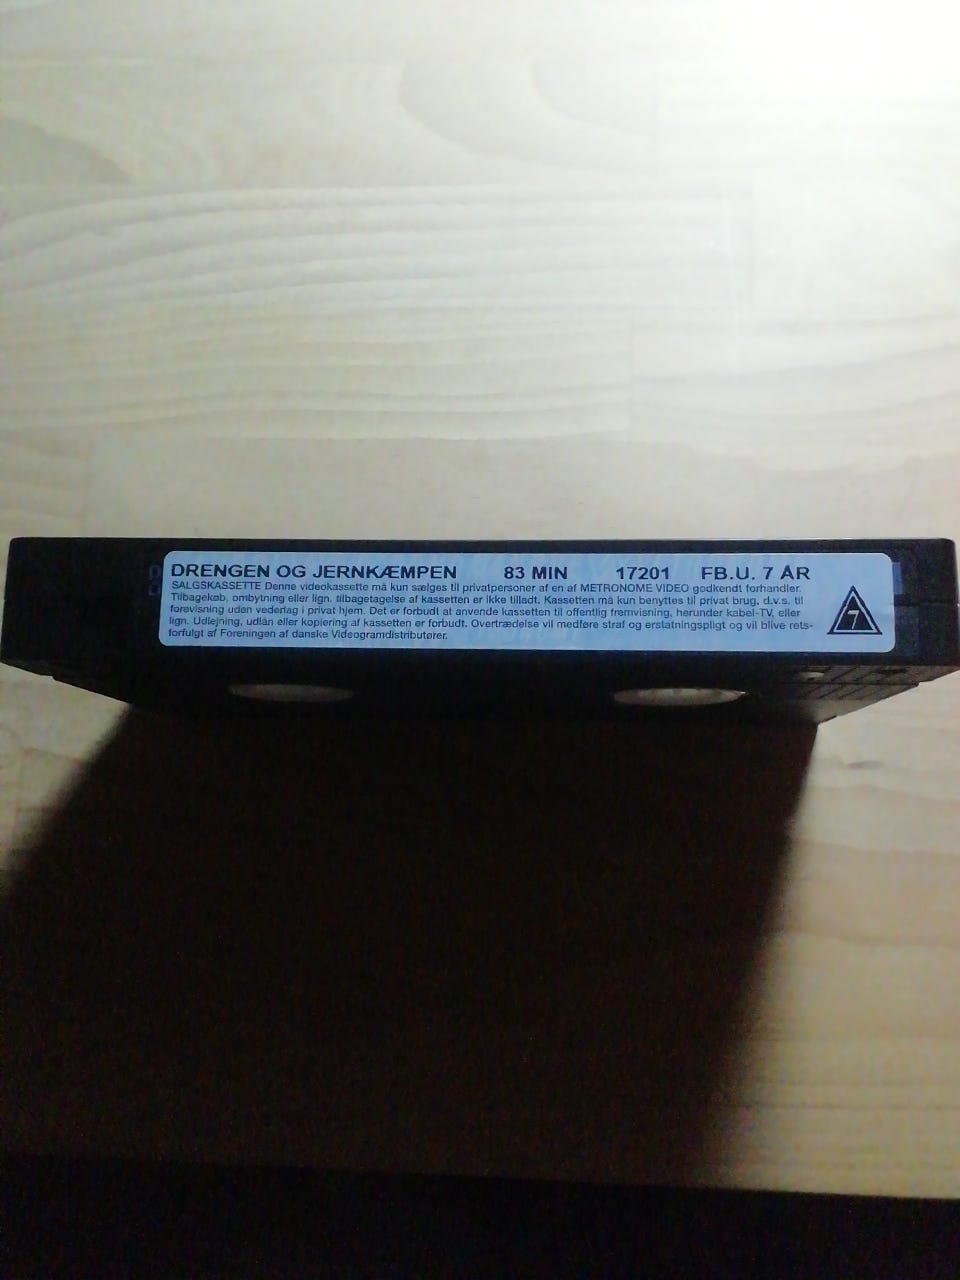 DRENGEN OG JERNKÆMPEN 83 MIN 17201 FB.U. 7 ÅR
SALGSKASSETTE Denne videokassette må kun sælges til privatpersoner af en af METRONOME VIDEO godkendt forhandler.
Tilbagekøb, ombytning eller lign. tilbagetagelse af kassetten er ikke tilladt. Kassetten må kun benyttes til privat brug, d.v.s. til
forevisning uden vederlag i privat hjem. Det er forbudt at anvende kassetten til offentlig fremvisning, herunder kabel-TV, eller
lign. Udlejning, udlån eller kopiering af kassetten er forbudt. Overtrædelse vil medføre straf og erstatningspligt og vil blive rets-
forfulgt af Foreningen af danske Videogramdistributører.
7